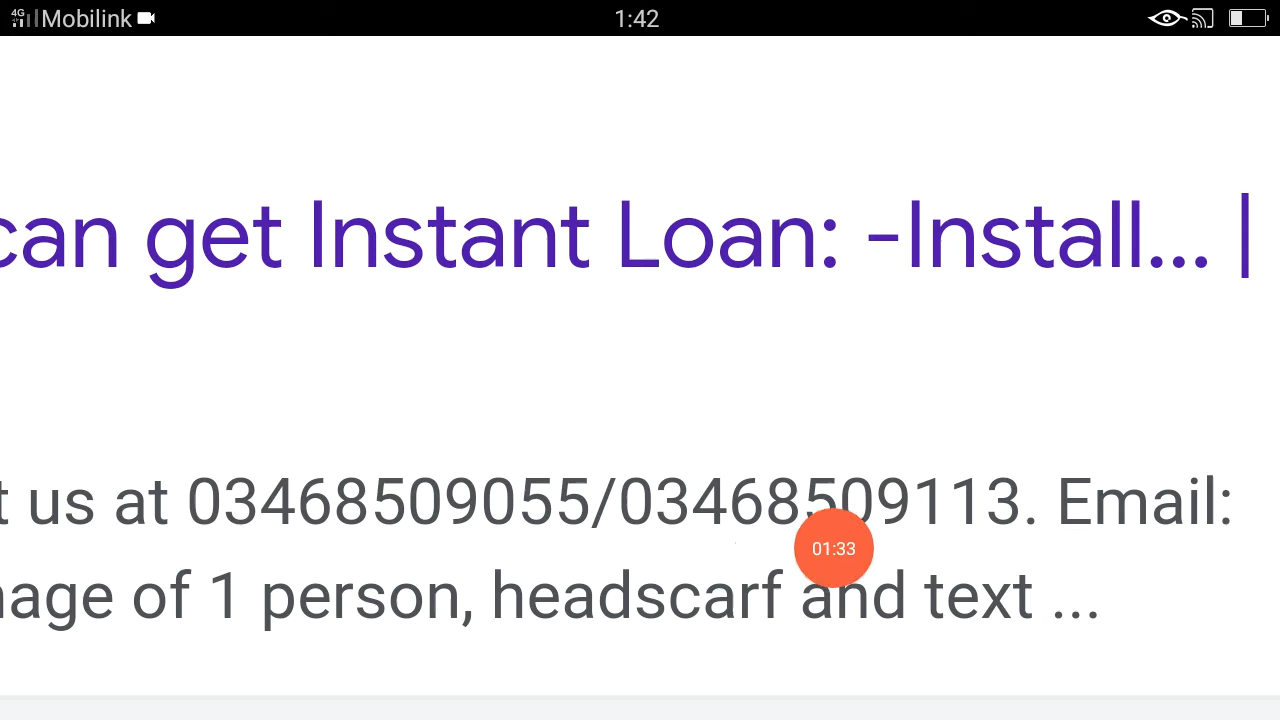 4G Mobilink 1:42
can get Instant Loan: -Install... |
t us at 03468509055/03468509113. Email:
01:33
nage of 1 person, headscarf and text ...